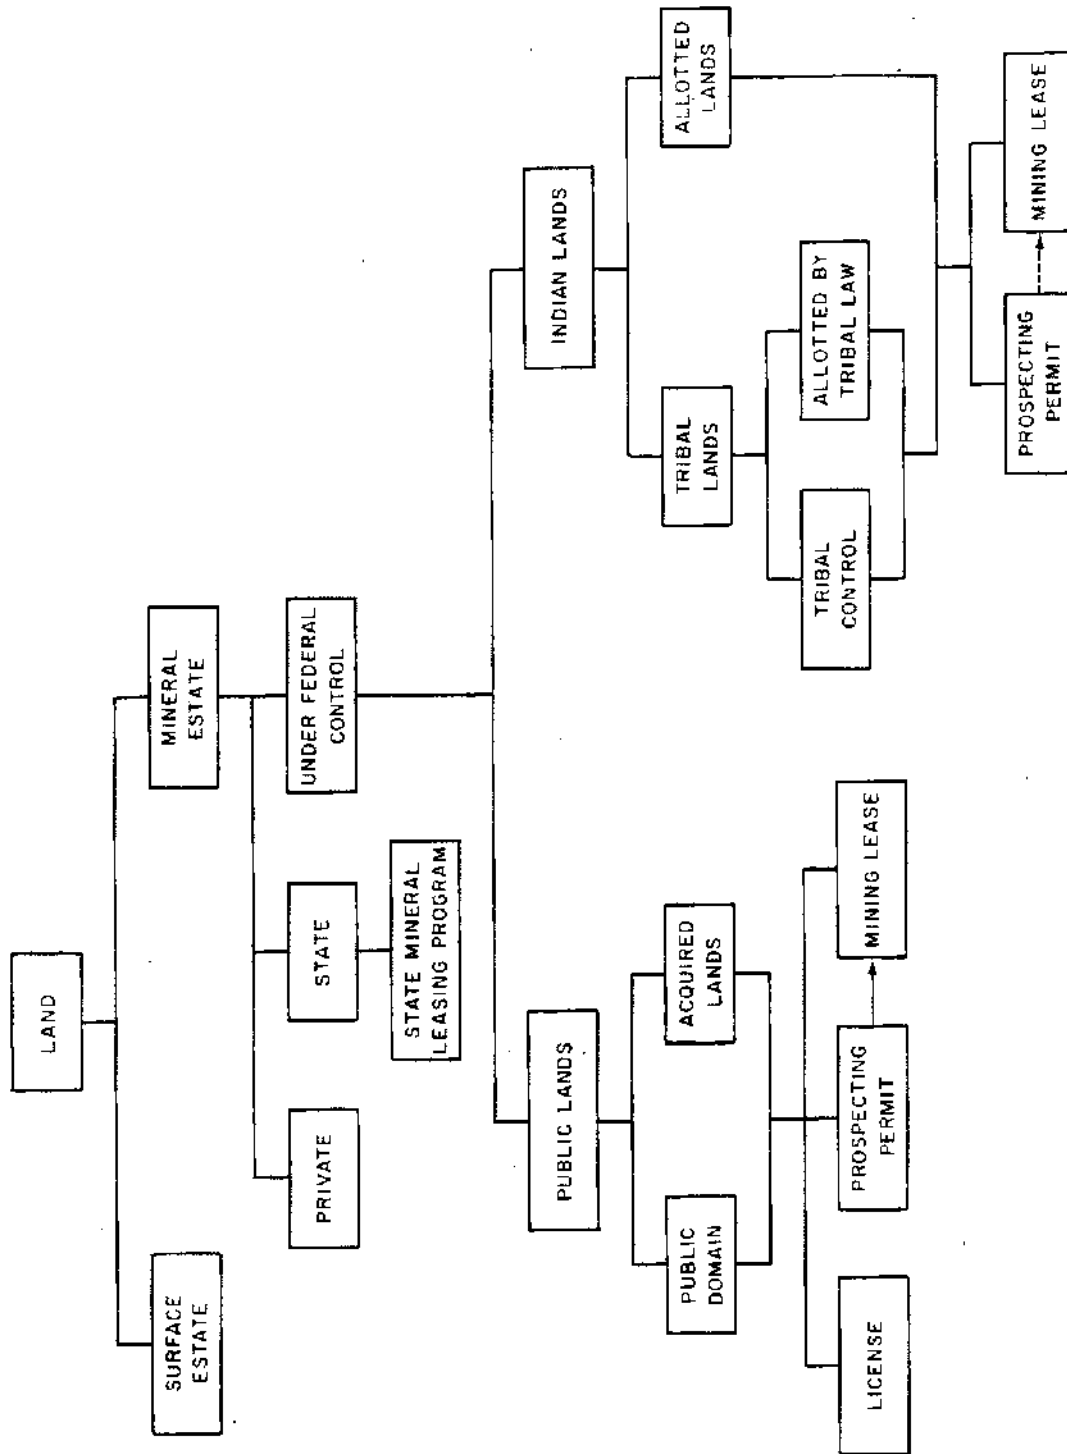 LAND
SURFACE
ESTATE
MINERAL
ESTATE
PRIVATE
STATE
UNDER FEDERAL
CONTROL
STATE MINERAL
LEASING PROGRAM
PUBLIC LANDS
INDIAN LANDS
PUBLIC
DOMAIN
ACQUIRED
LANDS
TRIBAL
LANDS
ALLOTTED
LANDS
TRIBAL
CONTROL
ALLOTTED BY
TRIBAL LAW
LICENSE
PROSPECTING
PERMIT
MINING LEASE
PROSPECTING
PERMIT
MINING LEASE